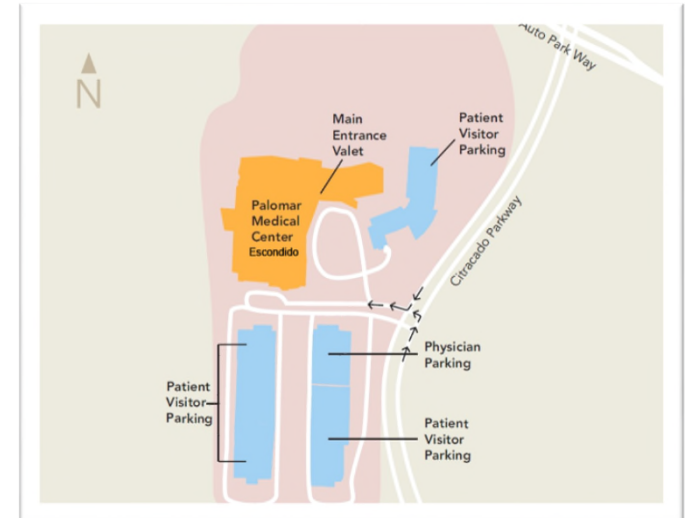 Auto Park Way
N
Main
Entrance
Valet
Patient
Visitor
Parking
Palomar
Medical
Center
Escondido
Citracado Parkway
Physician
Parking
Patient
Visitor
Parking
Patient
Visitor
Parking